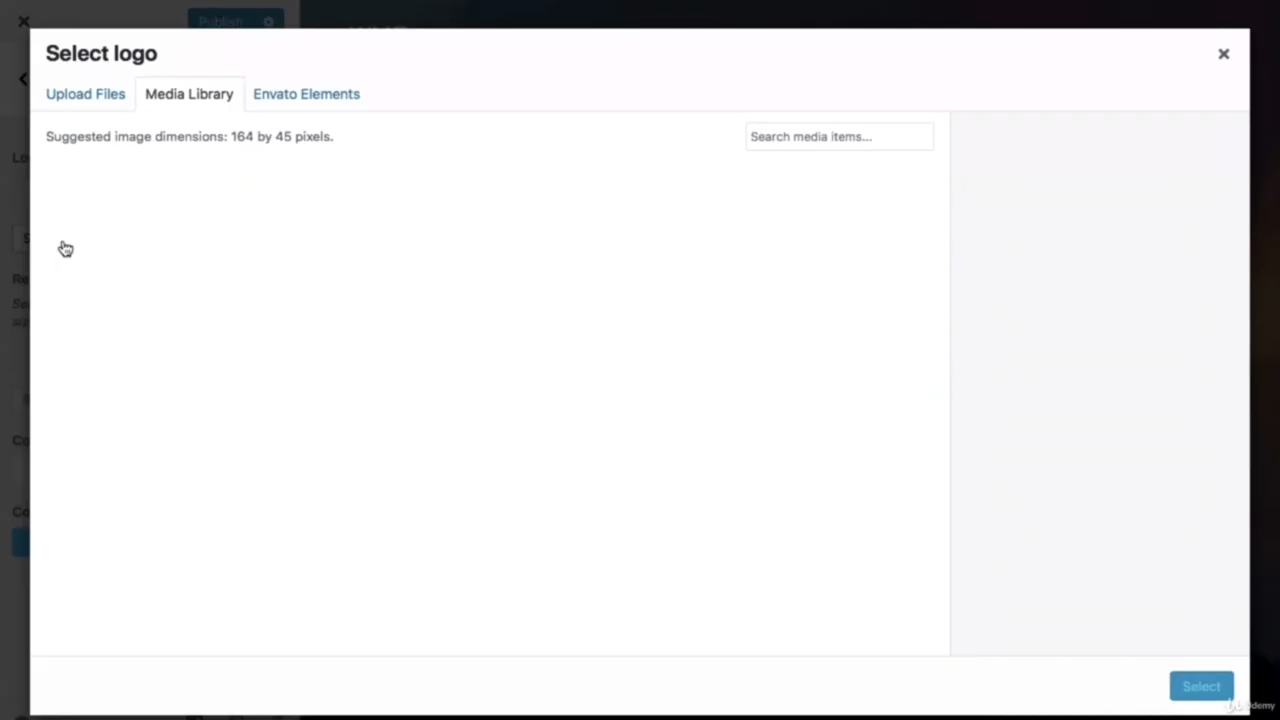 Publish
Select logo
Upload Files
Media Library
Envato Elements
Suggested image dimensions: 164 by 45 pixels.
Search media items...
Select